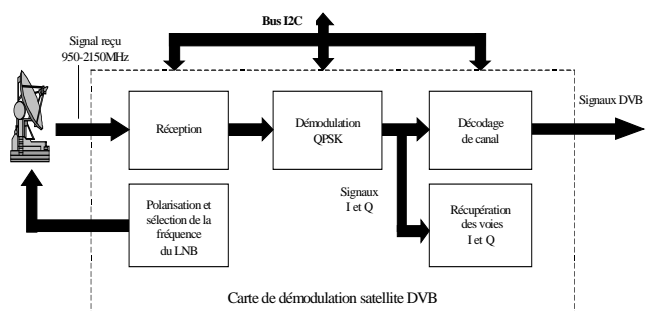 Bus I2C
Signal reçu
950-2150MHz
Signaux DVB
Réception
Démodulation
QPSK
Décodage
de canal
Polarisation et
sélection de la
fréquence
du LNB
Signaux
I et Q
Récupération
des voies
I et Q
Carte de démodulation satellite DVB